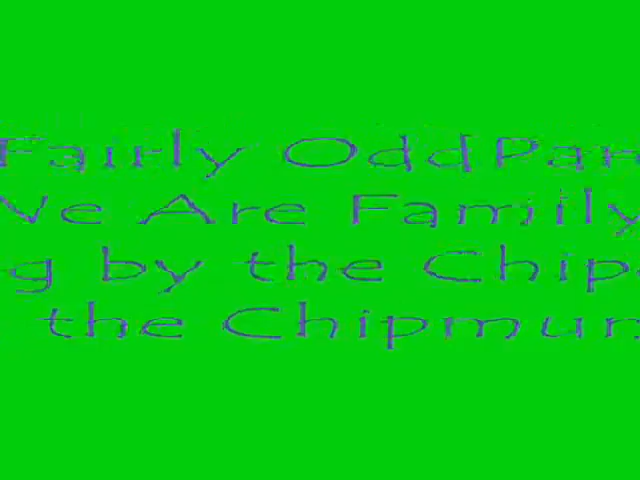 Fairly OddPar
We Are Family
g by the Chip
the Chipmun